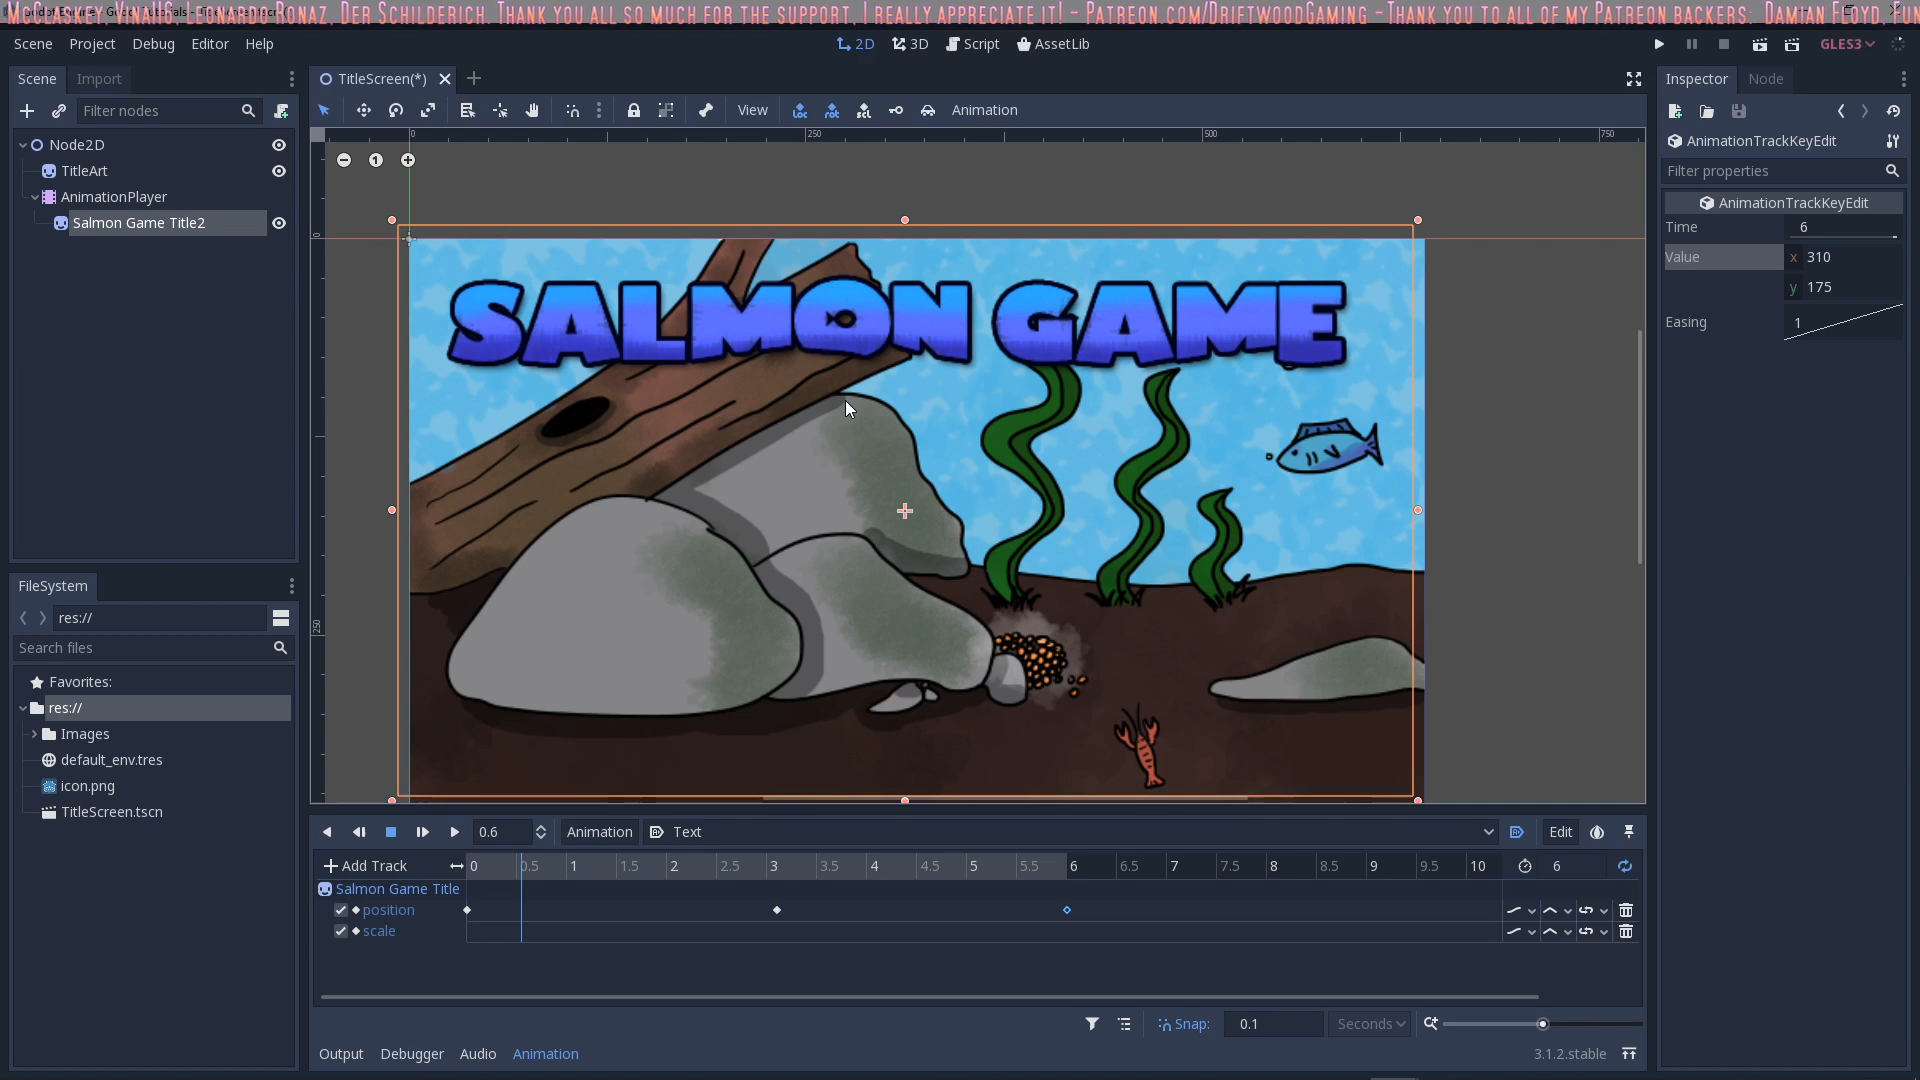 Der Schilderich. Thank you all so much for the support, I really appreciate it! - Patreon.com/DriftwoodGaming -Thank you to all of my Patreon backers: Damian Floyd,
Scene Project Debug Editor Help
2D 3D Script AssetLib
GLES3
Scene Import
TitleScreen(*)
Inspector Node
Filter nodes
View Animation
Node2D
TitleArt
AnimationPlayer
Salmon Game Title2
0 250 500 750
1
0
250
SALMON GAME
AnimationTrackKeyEdit
Filter properties
AnimationTrackKeyEdit
Time 6
Value x 310
y 175
Easing 1
FileSystem
res://
Search files
Favorites:
res://
Images
default_env.tres
icon.png
TitleScreen.tscn
0.6 Animation Text Edit
Add Track 0 0.5 1 1.5 2 2.5 3 3.5 4 4.5 5 5.5 6 6.5 7 7.5 8 8.5 9 9.5 10 6
Salmon Game Title
position
scale
Snap: 0.1 Seconds
Output Debugger Audio Animation 3.1.2.stable